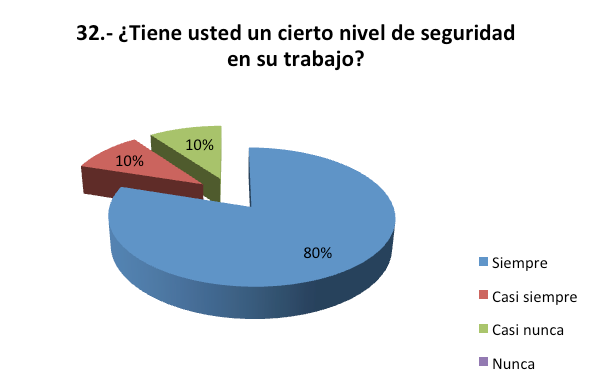 32.- ¿Tiene usted un cierto nivel de seguridad
en su trabajo?
10%
10%
80%
Siempre
Casi siempre
Casi nunca
Nunca